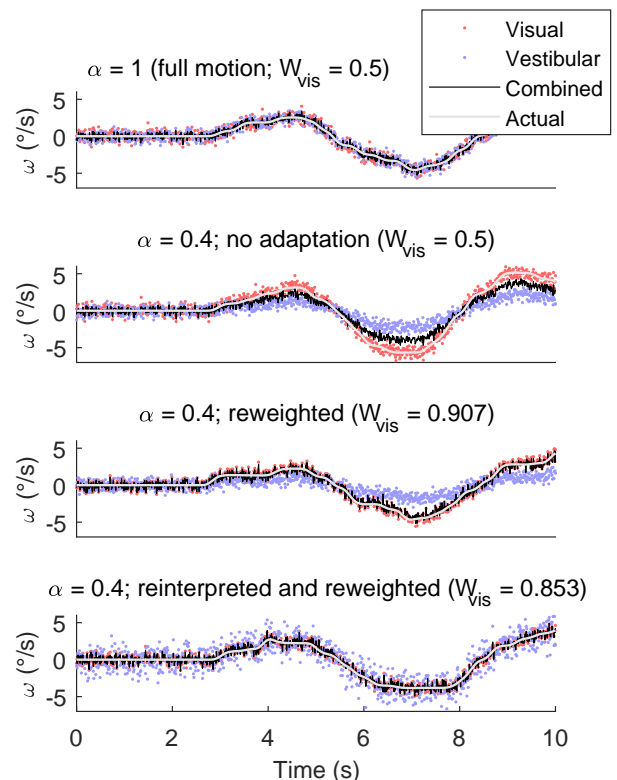 Visual
Vestibular
Combined
Actual
α = 1 (full motion; W_vis = 0.5)
5
0
-5
ω (°/s)
α = 0.4; no adaptation (W_vis = 0.5)
5
0
-5
ω (°/s)
α = 0.4; reweighted (W_vis = 0.907)
5
0
-5
ω (°/s)
α = 0.4; reinterpreted and reweighted (W_vis = 0.853)
5
0
-5
ω (°/s)
0 2 4 6 8 10
Time (s)